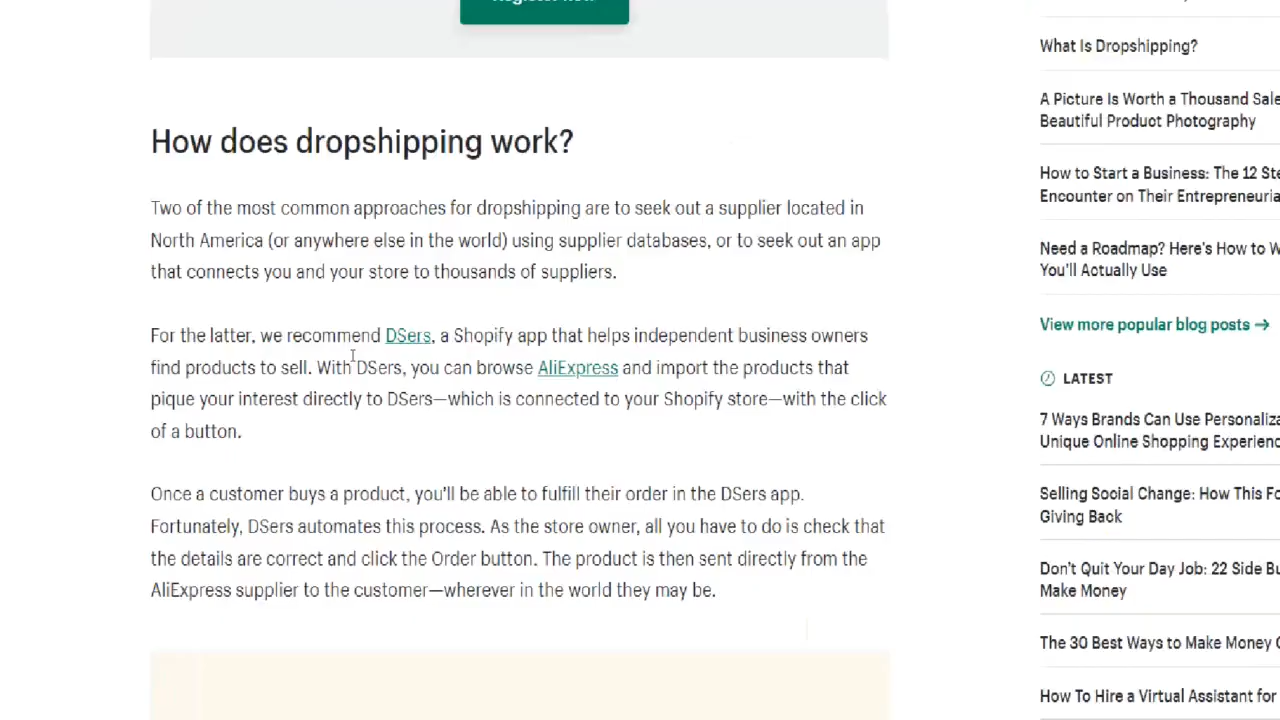 How does dropshipping work?
Two of the most common approaches for dropshipping are to seek out a supplier located in
North America (or anywhere else in the world) using supplier databases, or to seek out an app
that connects you and your store to thousands of suppliers.
For the latter, we recommend DSers, a Shopify app that helps independent business owners
find products to sell. With DSers, you can browse AliExpress and import the products that
pique your interest directly to DSers—which is connected to your Shopify store—with the click
of a button.
Once a customer buys a product, you'll be able to fulfill their order in the DSers app.
Fortunately, DSers automates this process. As the store owner, all you have to do is check that
the details are correct and click the Order button. The product is then sent directly from the
AliExpress supplier to the customer—wherever in the world they may be.
What Is Dropshipping?
A Picture Is Worth a Thousand
Beautiful Product Photography
How to Start a Business: The 12
Encounter on Their
Need a Roadmap? Here's How to
You'll Actually Use
View more popular blog posts →
LATEST
7 Ways Brands Can Use
Unique Online Shopping
Selling Social Change: How This
Giving Back
Don't Quit Your Day Job: 22 Side
Make Money
The 30 Best Ways to Make Money
How To Hire a Virtual Assistant for